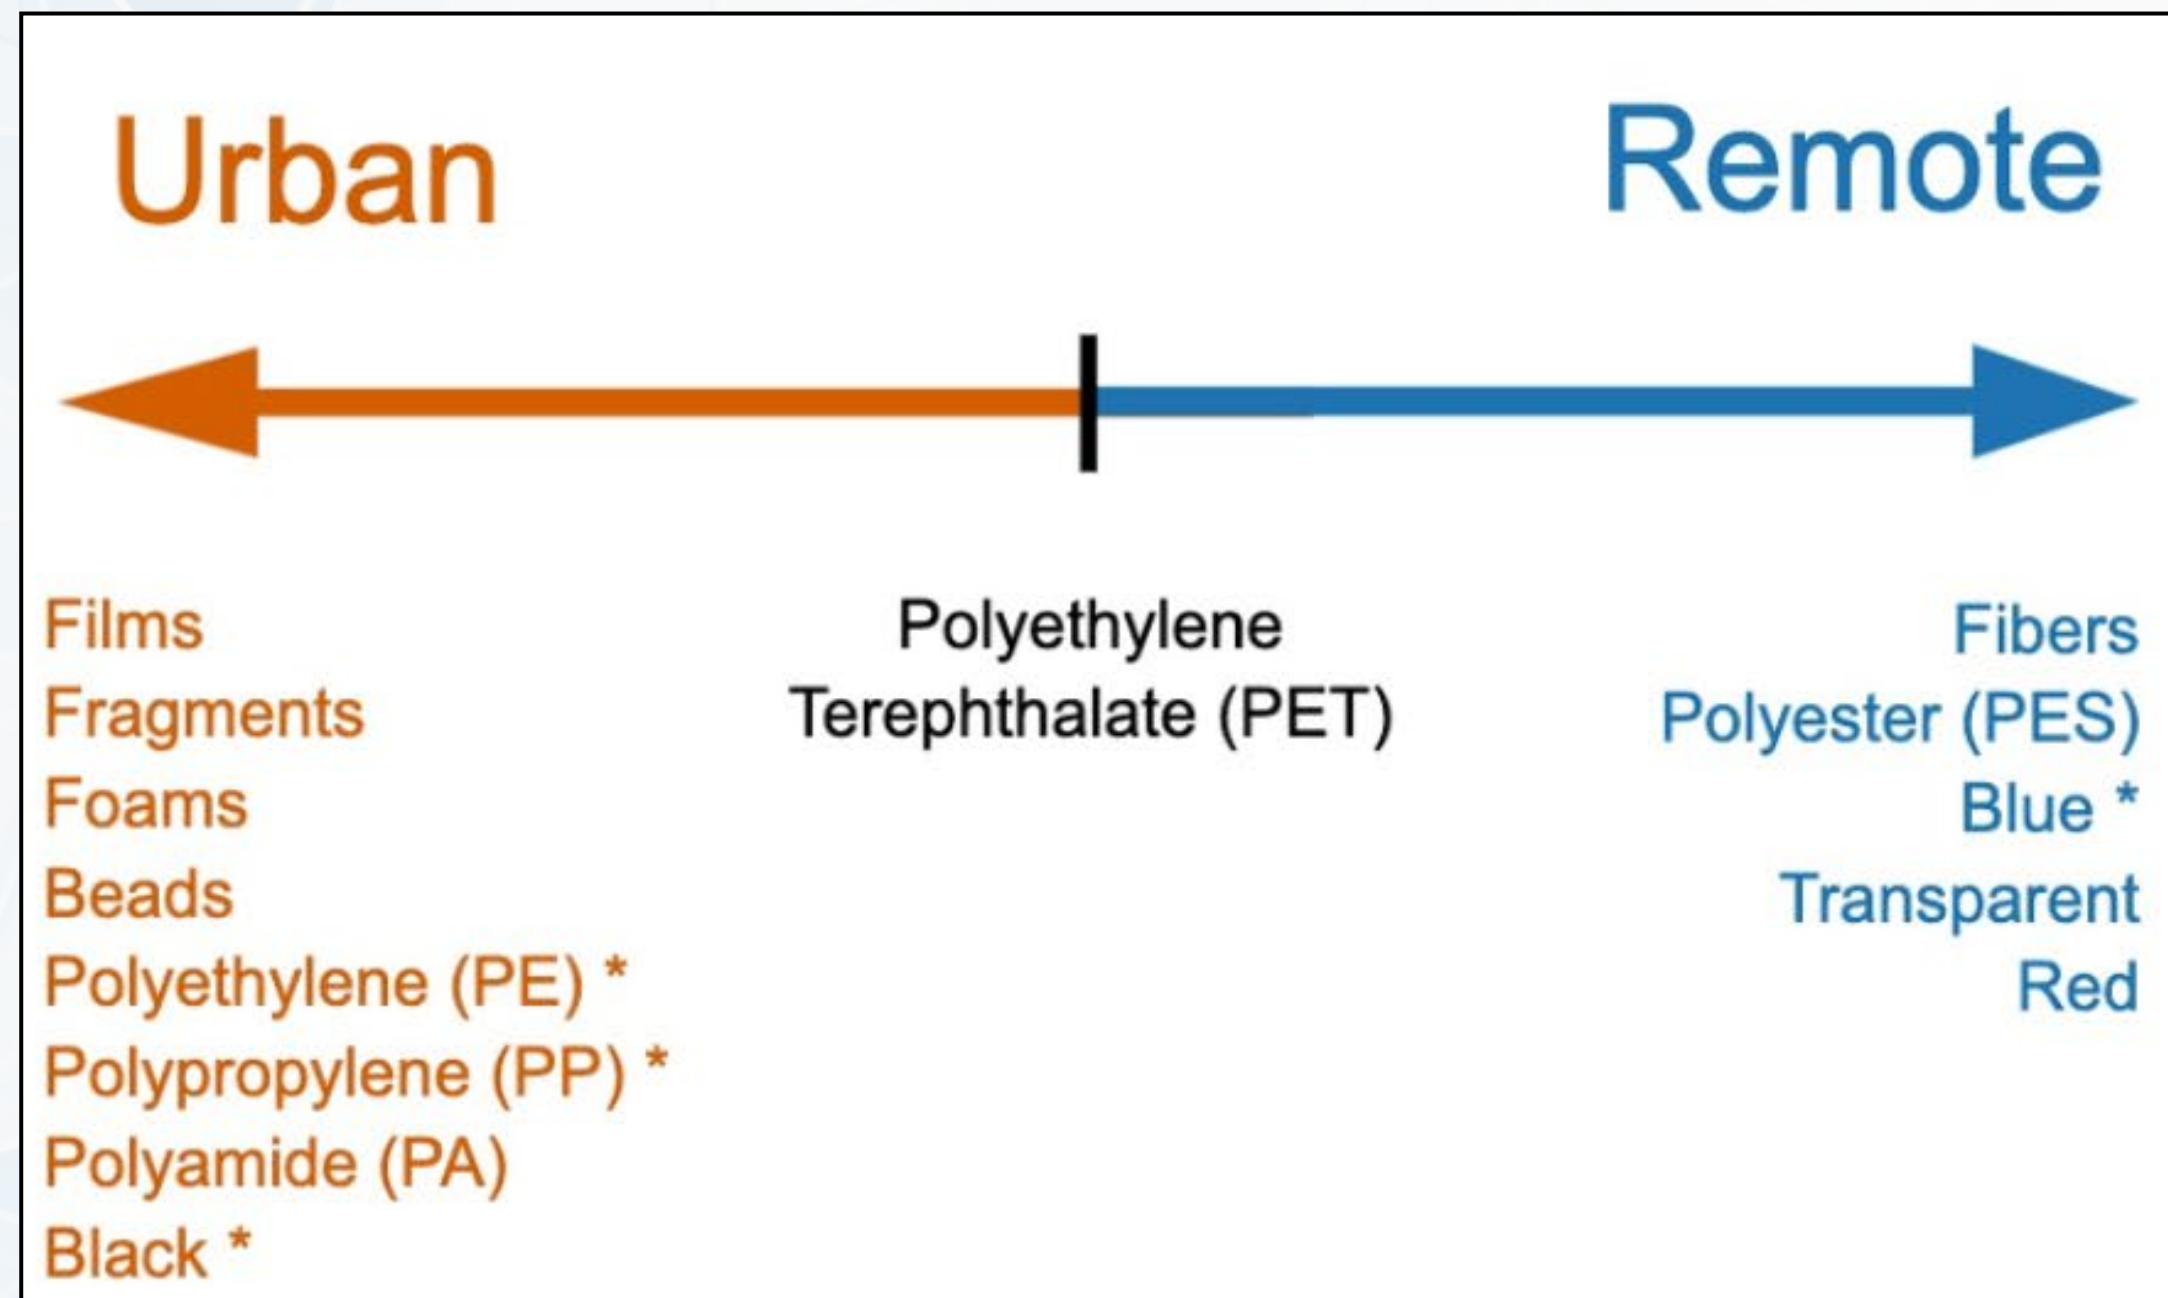 Urban
Remote
Films
Fragments
Foams
Beads
Polyethylene (PE) *
Polypropylene (PP) *
Polyamide (PA)
Black *
Polyethylene
Terephthalate (PET)
Fibers
Polyester (PES)
Blue *
Transparent
Red